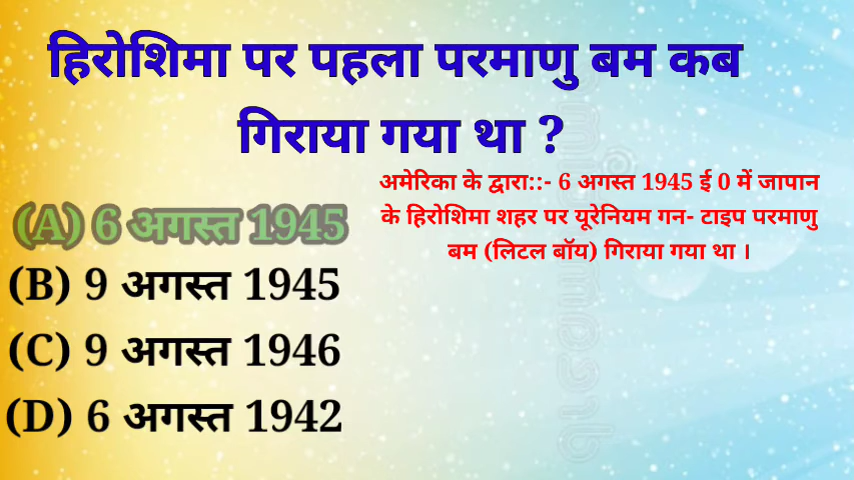 हिरोशिमा पर पहला परमाणु बम कब
गिराया गया था ?
अमेरिका के द्वारा::- 6 अगस्त 1945 ई 0 में जापान
के हिरोशिमा शहर पर यूरेनियम गन- टाइप परमाणु
बम (लिटल बॉय) गिराया गया था ।
(A) 6 अगस्त 1945
(B) 9 अगस्त 1945
(C) 9 अगस्त 1946
(D) 6 अगस्त 1942